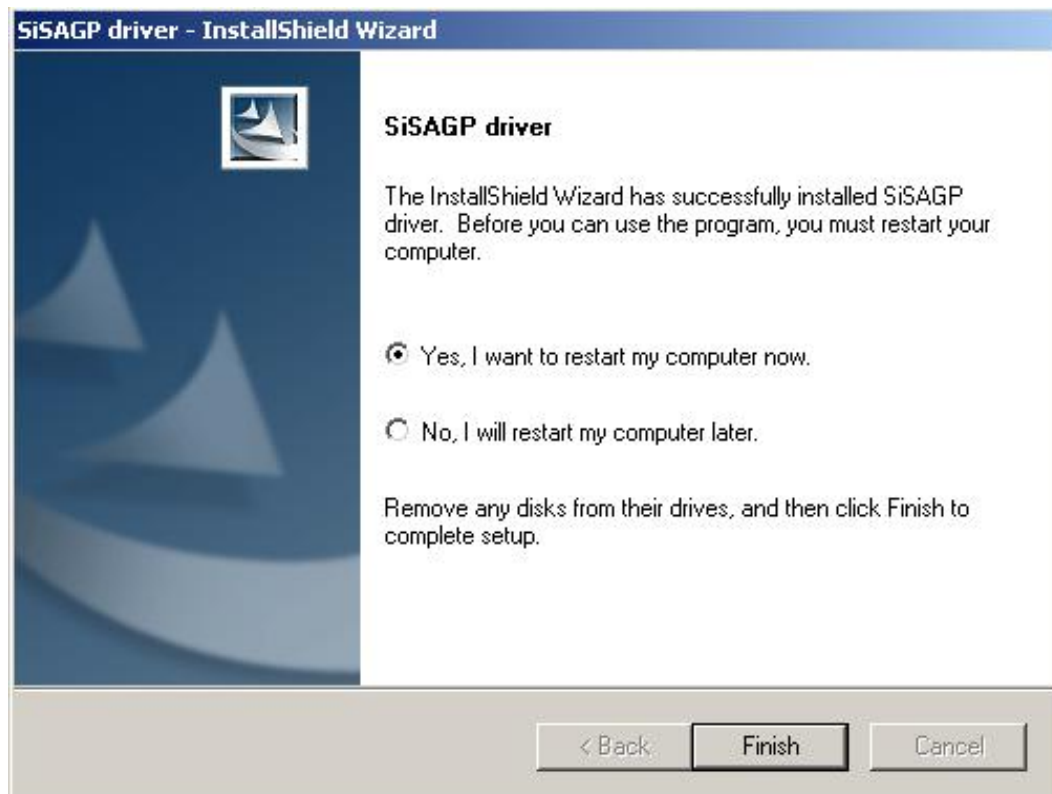 SiSAGP driver - InstallShield Wizard
SiSAGP driver
The InstallShield Wizard has successfully installed SiSAGP
driver.  Before you can use the program, you must restart your
computer.
Yes, I want to restart my computer now.
No, I will restart my computer later.
Remove any disks from their drives, and then click Finish to
complete setup.
< Back
Finish
Cancel